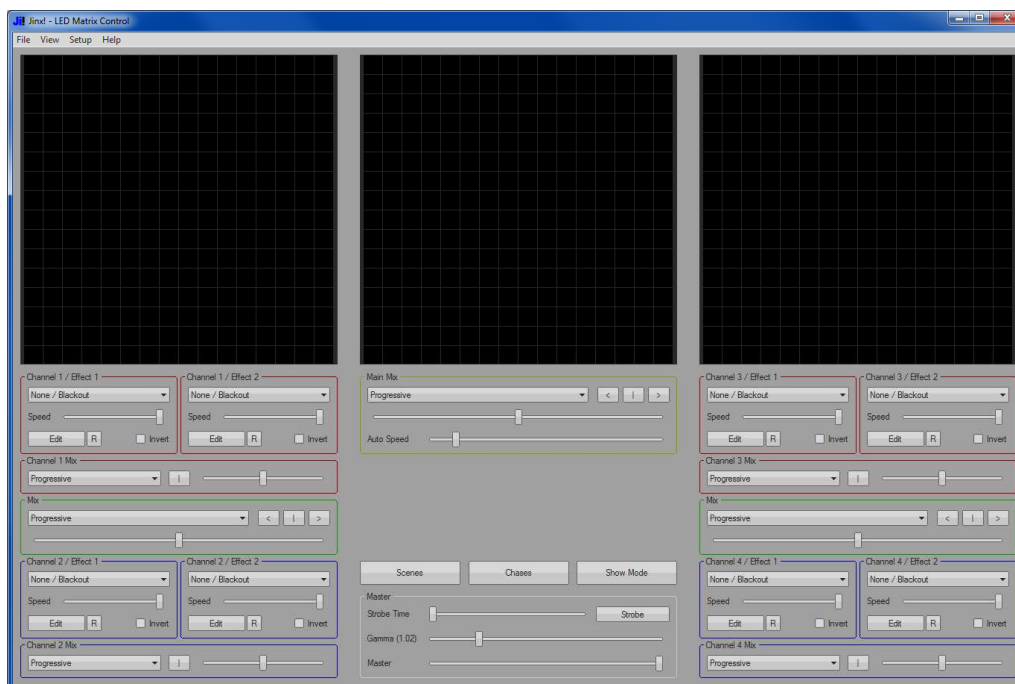 Ji! Jinx! - LED Matrix Control
File View Setup Help
Channel 1 / Effect 1
None / Blackout
Speed
Edit R Invert
Channel 1 / Effect 2
None / Blackout
Speed
Edit R Invert
Channel 1 Mix
Progressive |
Mix
Progressive < | >
Channel 2 / Effect 1
None / Blackout
Speed
Edit R Invert
Channel 2 / Effect 2
None / Blackout
Speed
Edit R Invert
Channel 2 Mix
Progressive |
Main Mix
Progressive < | >
Auto Speed
Scenes Chases Show Mode
Master
Strobe Time Strobe
Gamma (1.02)
Master
Channel 3 / Effect 1
None / Blackout
Speed
Edit R Invert
Channel 3 / Effect 2
None / Blackout
Speed
Edit R Invert
Channel 3 Mix
Progressive |
Mix
Progressive < | >
Channel 4 / Effect 1
None / Blackout
Speed
Edit R Invert
Channel 4 / Effect 2
None / Blackout
Speed
Edit R Invert
Channel 4 Mix
Progressive |